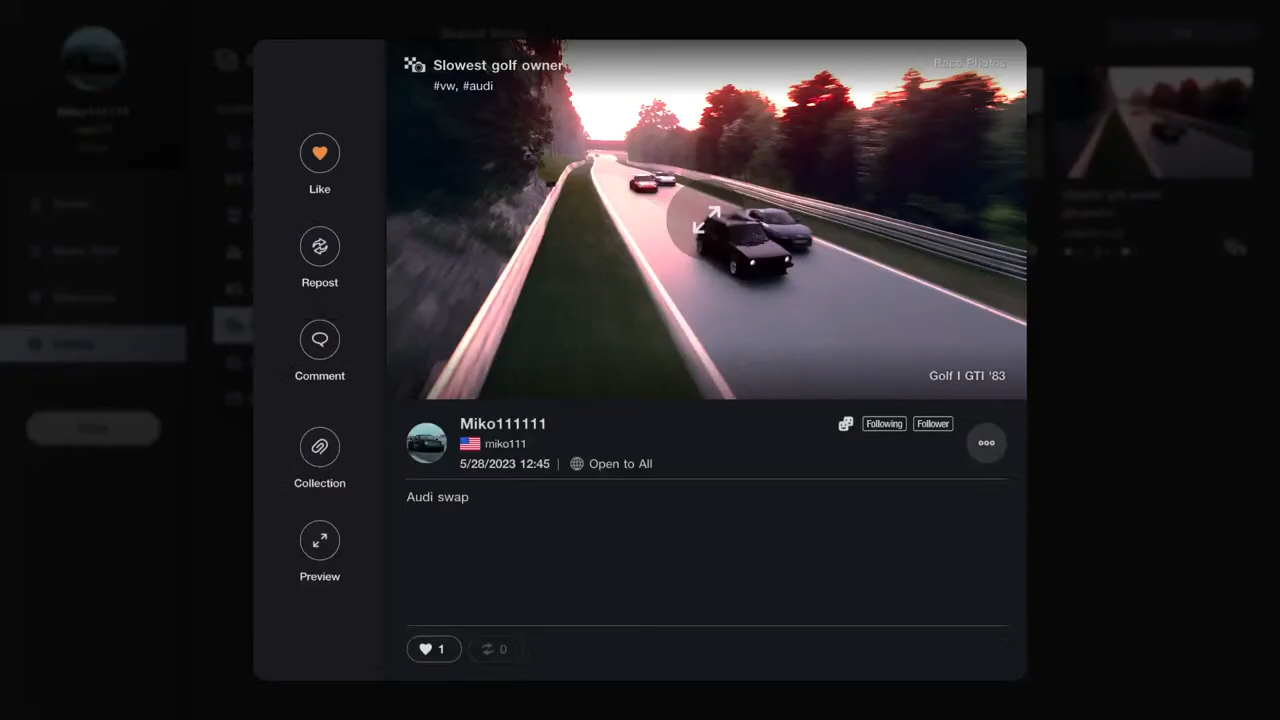 Slowest golf owner
Race Photos
#vw, #audi
Like
Repost
Comment
Collection
Preview
Golf I GTI '83
Miko111111
miko111
5/28/2023 12:45 | Open to All
Following
Follower
Audi swap
1
0